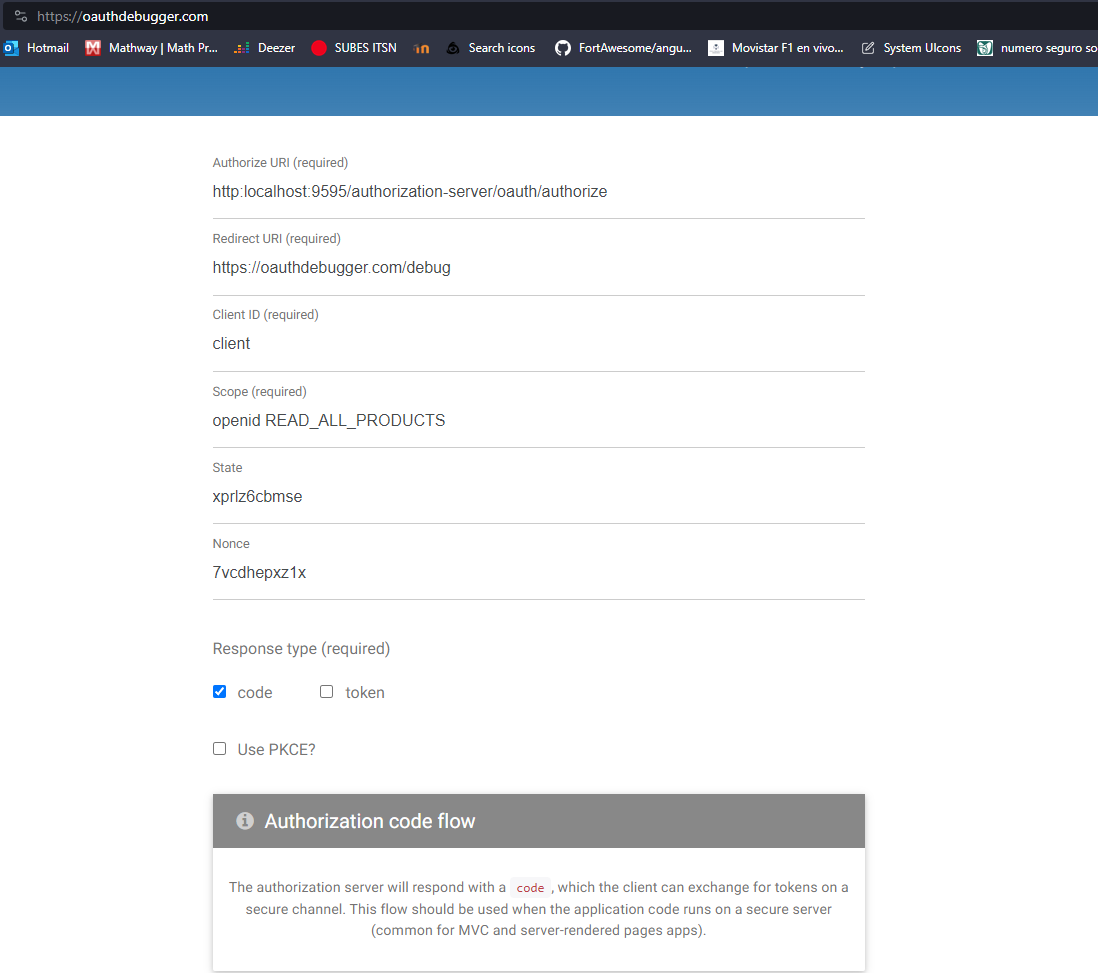 https://oauthdebugger.com
Hotmail Mathway | Math Pr... Deezer SUBES ITSN in Search icons FortAwesome/angu... Movistar F1 en vivo... System UIcons numero seguro so
Authorize URI (required)
http:localhost:9595/authorization-server/oauth/authorize
Redirect URI (required)
https://oauthdebugger.com/debug
Client ID (required)
client
Scope (required)
openid READ_ALL_PRODUCTS
State
xprlz6cbmse
Nonce
7vcdhepxz1x
Response type (required)
code token
Use PKCE?
Authorization code flow
The authorization server will respond with a code , which the client can exchange for tokens on a
secure channel. This flow should be used when the application code runs on a secure server
(common for MVC and server-rendered pages apps).